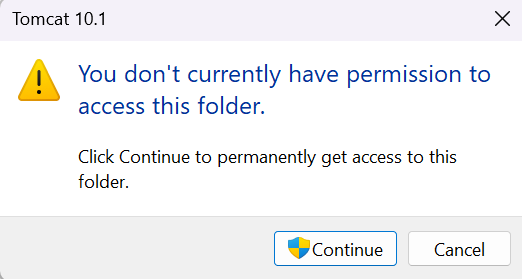 Tomcat 10.1
You don't currently have permission to
access this folder.
Click Continue to permanently get access to this
folder.
Continue
Cancel